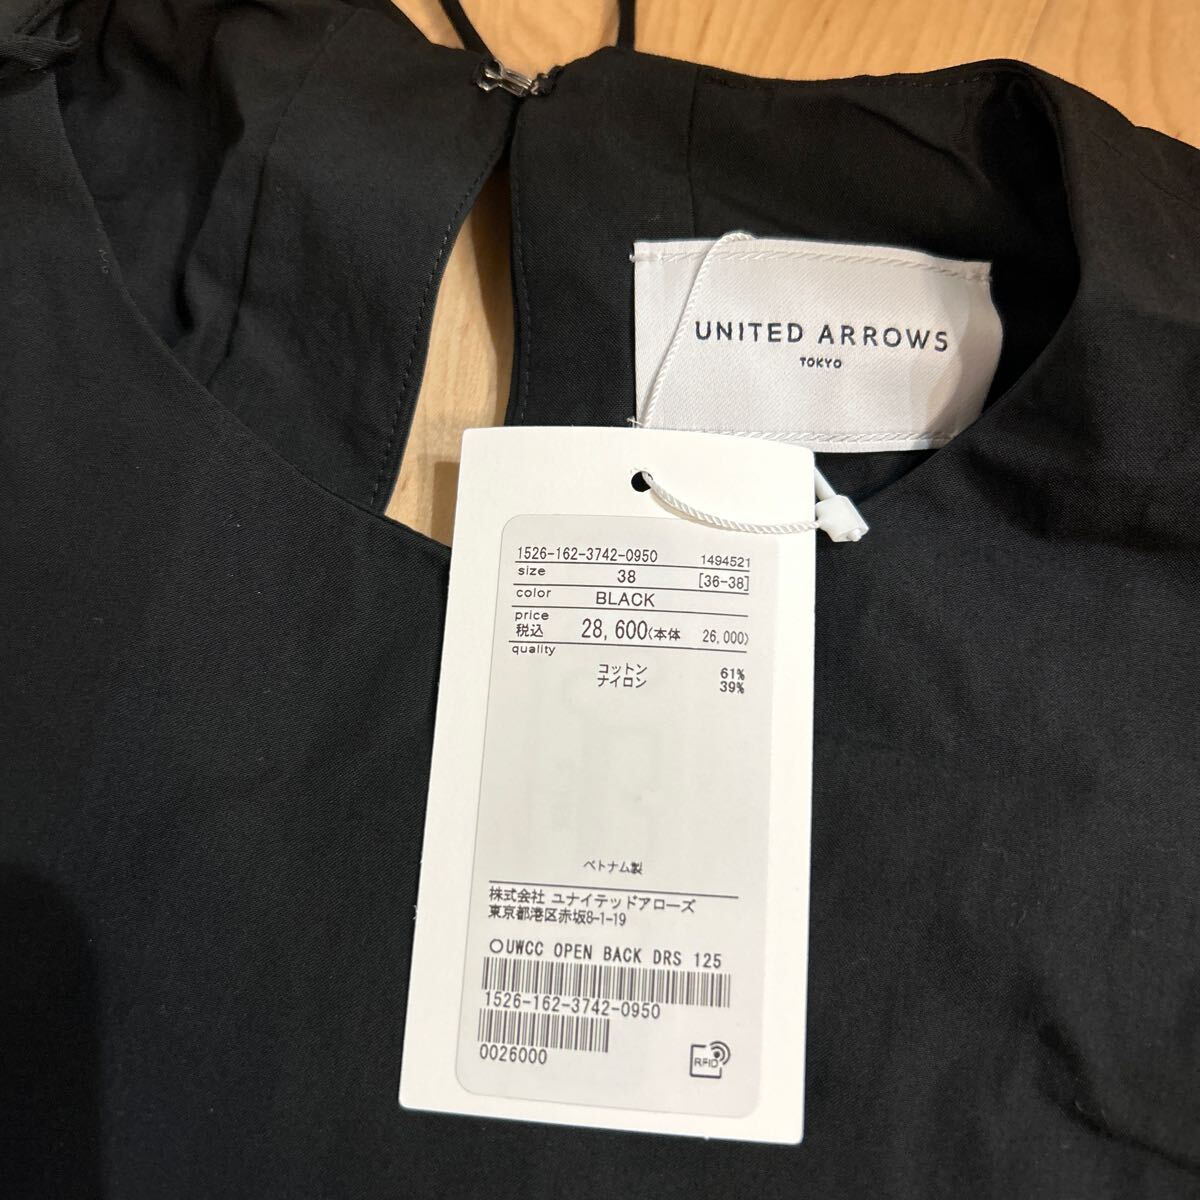 UNITED ARROWS
TOKYO
1526-162-3742-0950 1494521
size 38 [36-38]
color BLACK
price
税込 28,600(本体 26,000)
quality
コットン 61%
ナイロン 39%
ベトナム製
株式会社 ユナイテッドアローズ
東京都港区赤坂8-1-19
○UWCC OPEN BACK DRS 125
1526-162-3742-0950
0026000
RFID